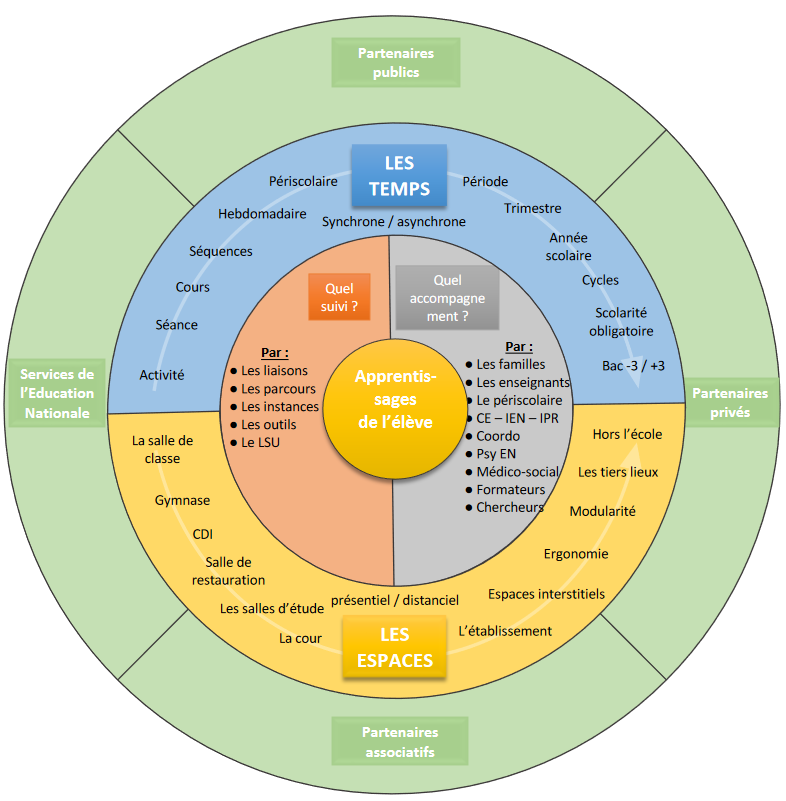 Partenaires
publics
LES
TEMPS
Périscolaire
Hebdomadaire
Séquences
Cours
Séance
Activité
Synchrone / asynchrone
Période
Trimestre
Année
scolaire
Cycles
Scolarité
obligatoire
Bac -3 / +3
Quel
suivi ?
Par :
● Les liaisons
● Les parcours
● Les instances
● Les outils
● Le LSU
Quel
accompagne
ment ?
Par :
● Les familles
● Les enseignants
● Le périscolaire
● CE – IEN – IPR
● Coordo
● Psy EN
● Médico-social
● Formateurs
● Chercheurs
Apprentis-
sages
de l’élève
Services de
l’Education
Nationale
Partenaires
privés
La salle de
classe
Gymnase
CDI
Salle de
restauration
Les salles d’étude
La cour
présentiel / distanciel
LES
ESPACES
Hors l’école
Les tiers lieux
Modularité
Ergonomie
Espaces interstitiels
L’établissement
Partenaires
associatifs